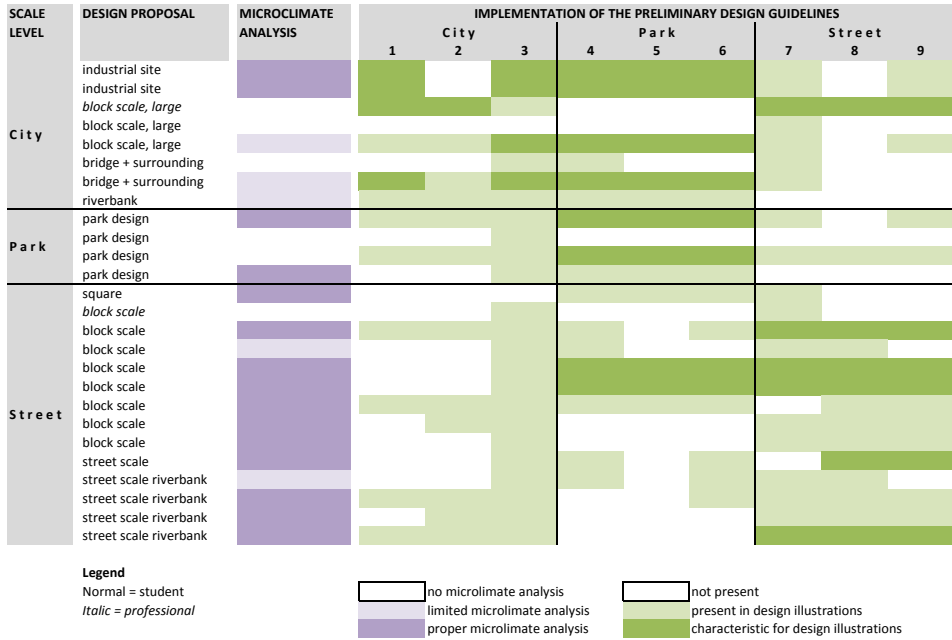 SCALE LEVEL DESIGN PROPOSAL MICROCLIMATE ANALYSIS IMPLEMENTATION OF THE PRELIMINARY DESIGN GUIDELINES
City Park Street
1 2 3 4 5 6 7 8 9
City
industrial site
industrial site
block scale, large
block scale, large
block scale, large
bridge + surrounding
bridge + surrounding
riverbank
Park
park design
park design
park design
park design
Street
square
block scale
block scale
block scale
block scale
block scale
block scale
block scale
block scale
street scale
street scale riverbank
street scale riverbank
street scale riverbank
street scale riverbank
Legend
Normal = student
Italic = professional
no microlimate analysis
limited microlimate analysis
proper microlimate analysis
not present
present in design illustrations
characteristic for design illustrations